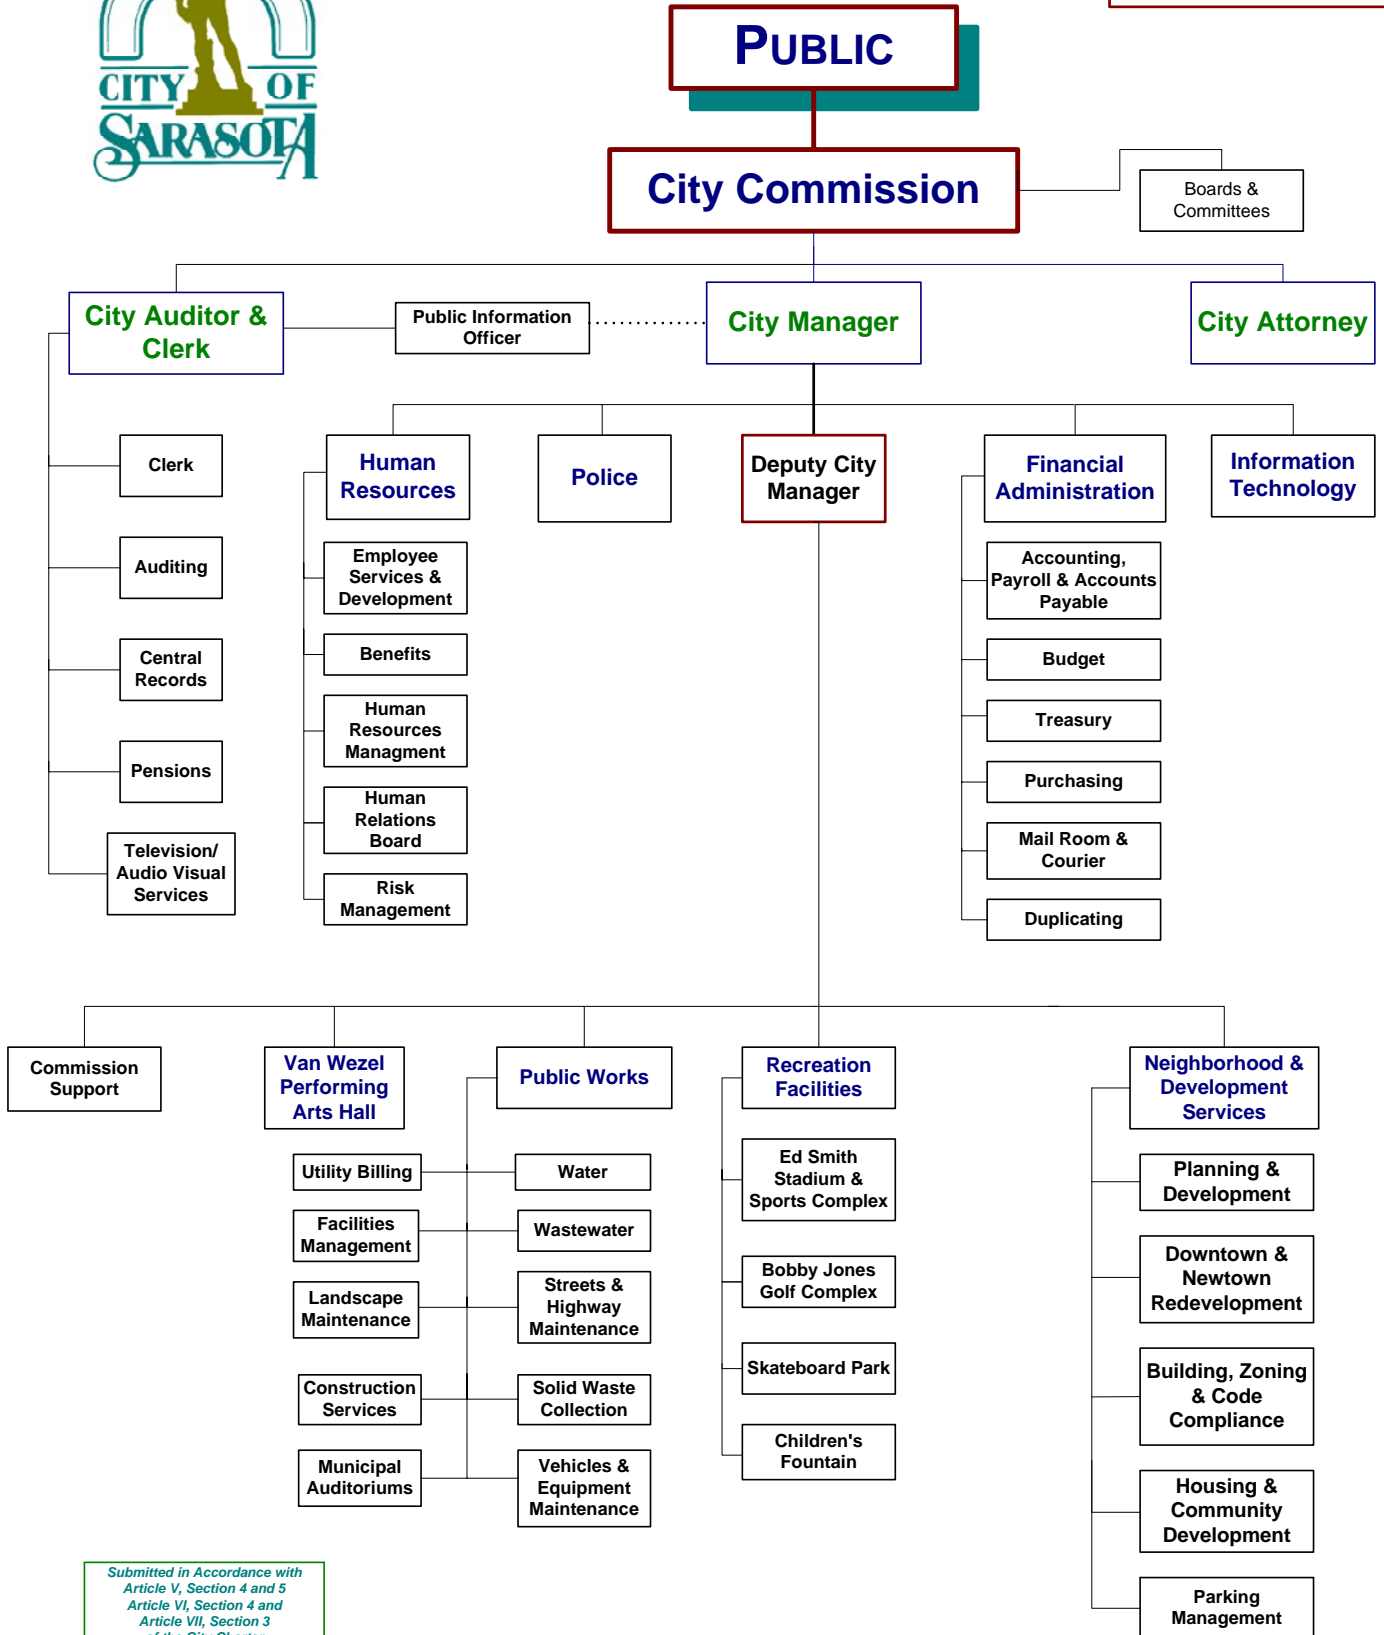 CITY OF
SARASOTA
PUBLIC
City Commission
Boards &
Committees
City Auditor &
Clerk
Public Information
Officer
City Manager
City Attorney
Clerk
Auditing
Central
Records
Pensions
Television/
Audio Visual
Services
Human
Resources
Employee
Services &
Development
Benefits
Human
Resources
Managment
Human
Relations
Board
Risk
Management
Police
Deputy City
Manager
Financial
Administration
Accounting,
Payroll & Accounts
Payable
Budget
Treasury
Purchasing
Mail Room &
Courier
Duplicating
Information
Technology
Commission
Support
Van Wezel
Performing
Arts Hall
Public Works
Utility Billing
Water
Facilities
Management
Wastewater
Landscape
Maintenance
Streets &
Highway
Maintenance
Construction
Services
Solid Waste
Collection
Municipal
Auditoriums
Vehicles &
Equipment
Maintenance
Recreation
Facilities
Ed Smith
Stadium &
Sports Complex
Bobby Jones
Golf Complex
Skateboard Park
Children's
Fountain
Neighborhood &
Development
Services
Planning &
Development
Downtown &
Newtown
Redevelopment
Building, Zoning
& Code
Compliance
Housing &
Community
Development
Parking
Management
Submitted in Accordance with
Article V, Section 4 and 5
Article VI, Section 4 and
Article VII, Section 3
of the City Charter